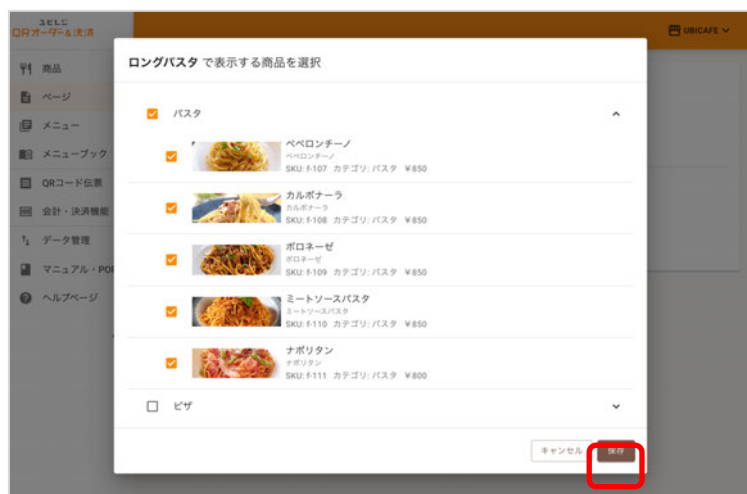 ユビレジ
QRオーダー&決済
UBICAFE
商品
ページ
メニュー
メニューブック
QRコード伝票
会計・決済機能
データ管理
マニュアル・POP
ヘルプページ
ロングパスタ で表示する商品を選択
パスタ
ペペロンチーノ
ペペロンチーノ
SKU: f-107 カテゴリ: パスタ ￥850
カルボナーラ
カルボナーラ
SKU: f-108 カテゴリ: パスタ ￥850
ボロネーゼ
ボロネーゼ
SKU: f-109 カテゴリ: パスタ ￥850
ミートソースパスタ
ミートソースパスタ
SKU: f-110 カテゴリ: パスタ ￥850
ナポリタン
ナポリタン
SKU: f-111 カテゴリ: パスタ ￥800
ピザ
キャンセル
保存